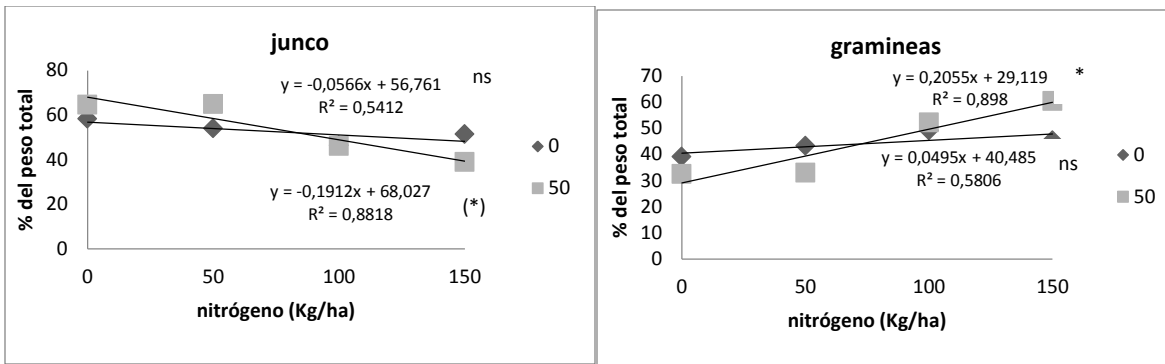 junco
% del peso total
80
60
40
20
0
y = -0,0566x + 56,761
R² = 0,5412
ns
y = -0,1912x + 68,027
R² = 0,8818
(*)
0
50
0
50
100
150
nitrógeno (Kg/ha)
gramineas
% del peso total
70
60
50
40
30
20
10
0
y = 0,2055x + 29,119
R² = 0,898
*
y = 0,0495x + 40,485
R² = 0,5806
ns
0
50
0
50
100
150
nitrógeno (Kg/ha)